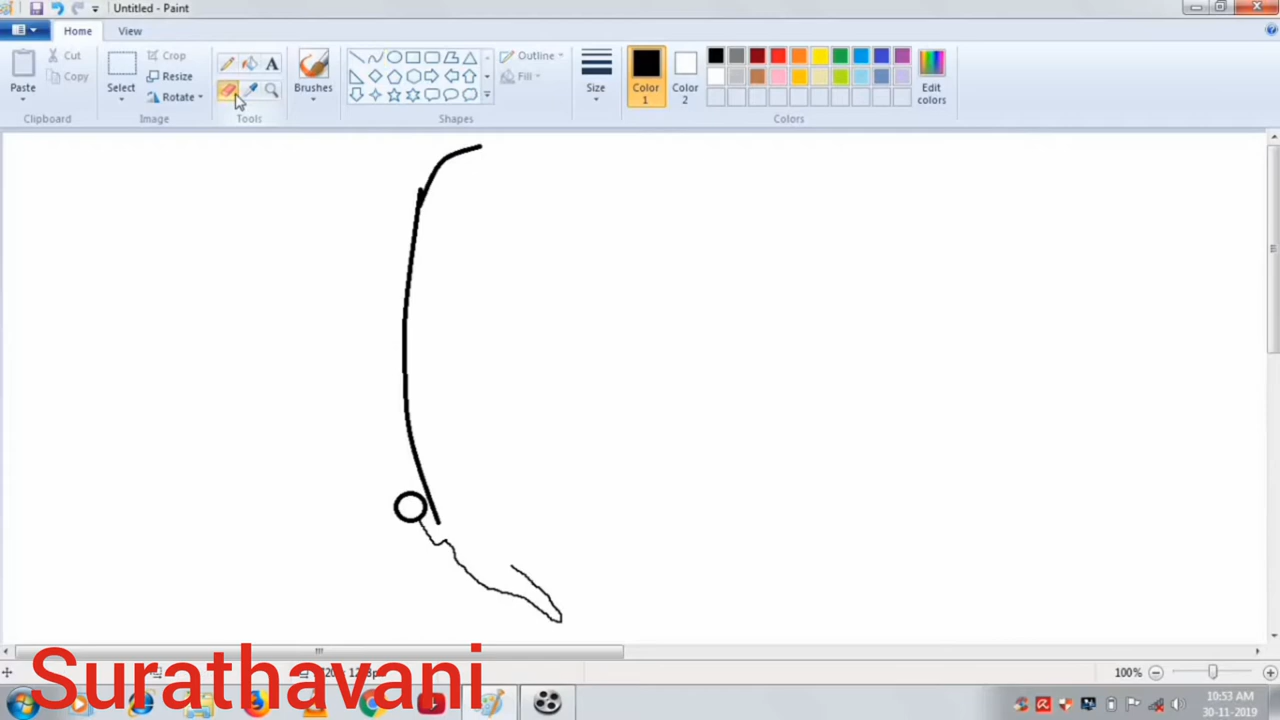 Untitled - Paint
Home View
Cut
Copy
Paste
Clipboard
Crop
Resize
Rotate
Select
Image
A
Tools
Brushes
Outline
Fill
Shapes
Size
Color 1
Color 2
Edit colors
Colors
100%
Surathavani
10:53 AM
30-11-2019